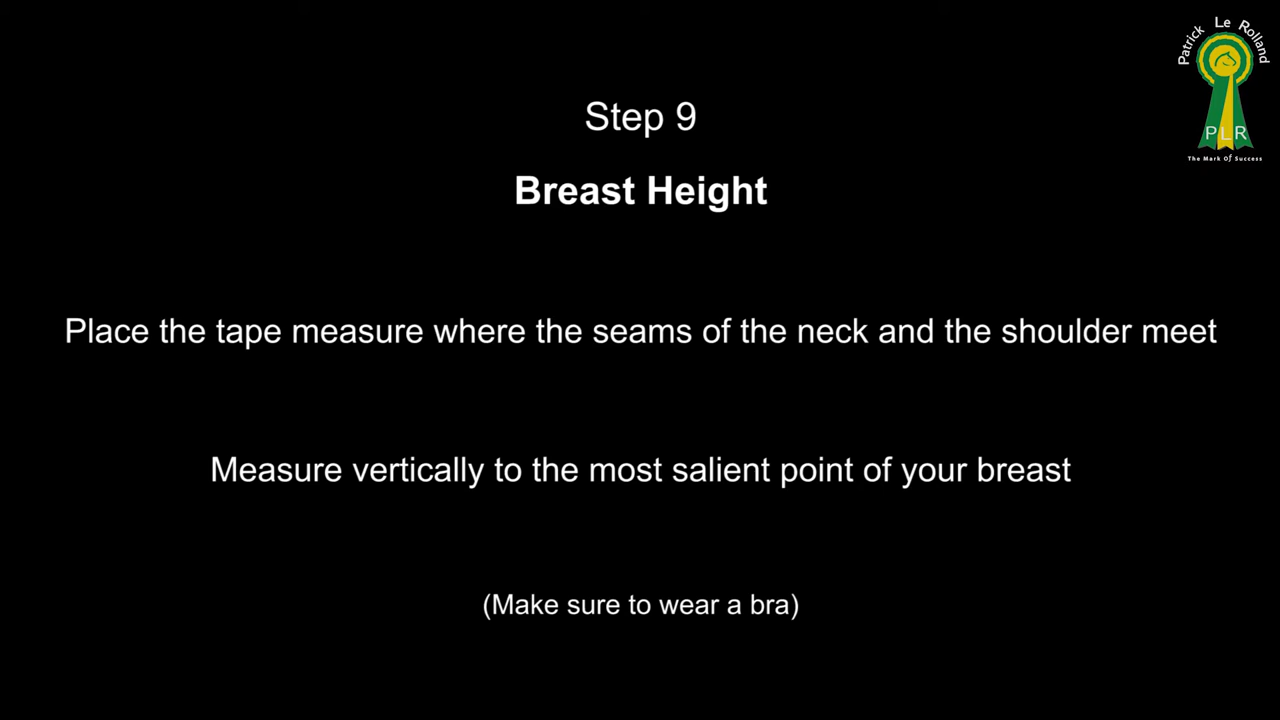 Patrick Le Rolland
PLR
The Mark Of Success
Step 9
Breast Height
Place the tape measure where the seams of the neck and the shoulder meet
Measure vertically to the most salient point of your breast
(Make sure to wear a bra)